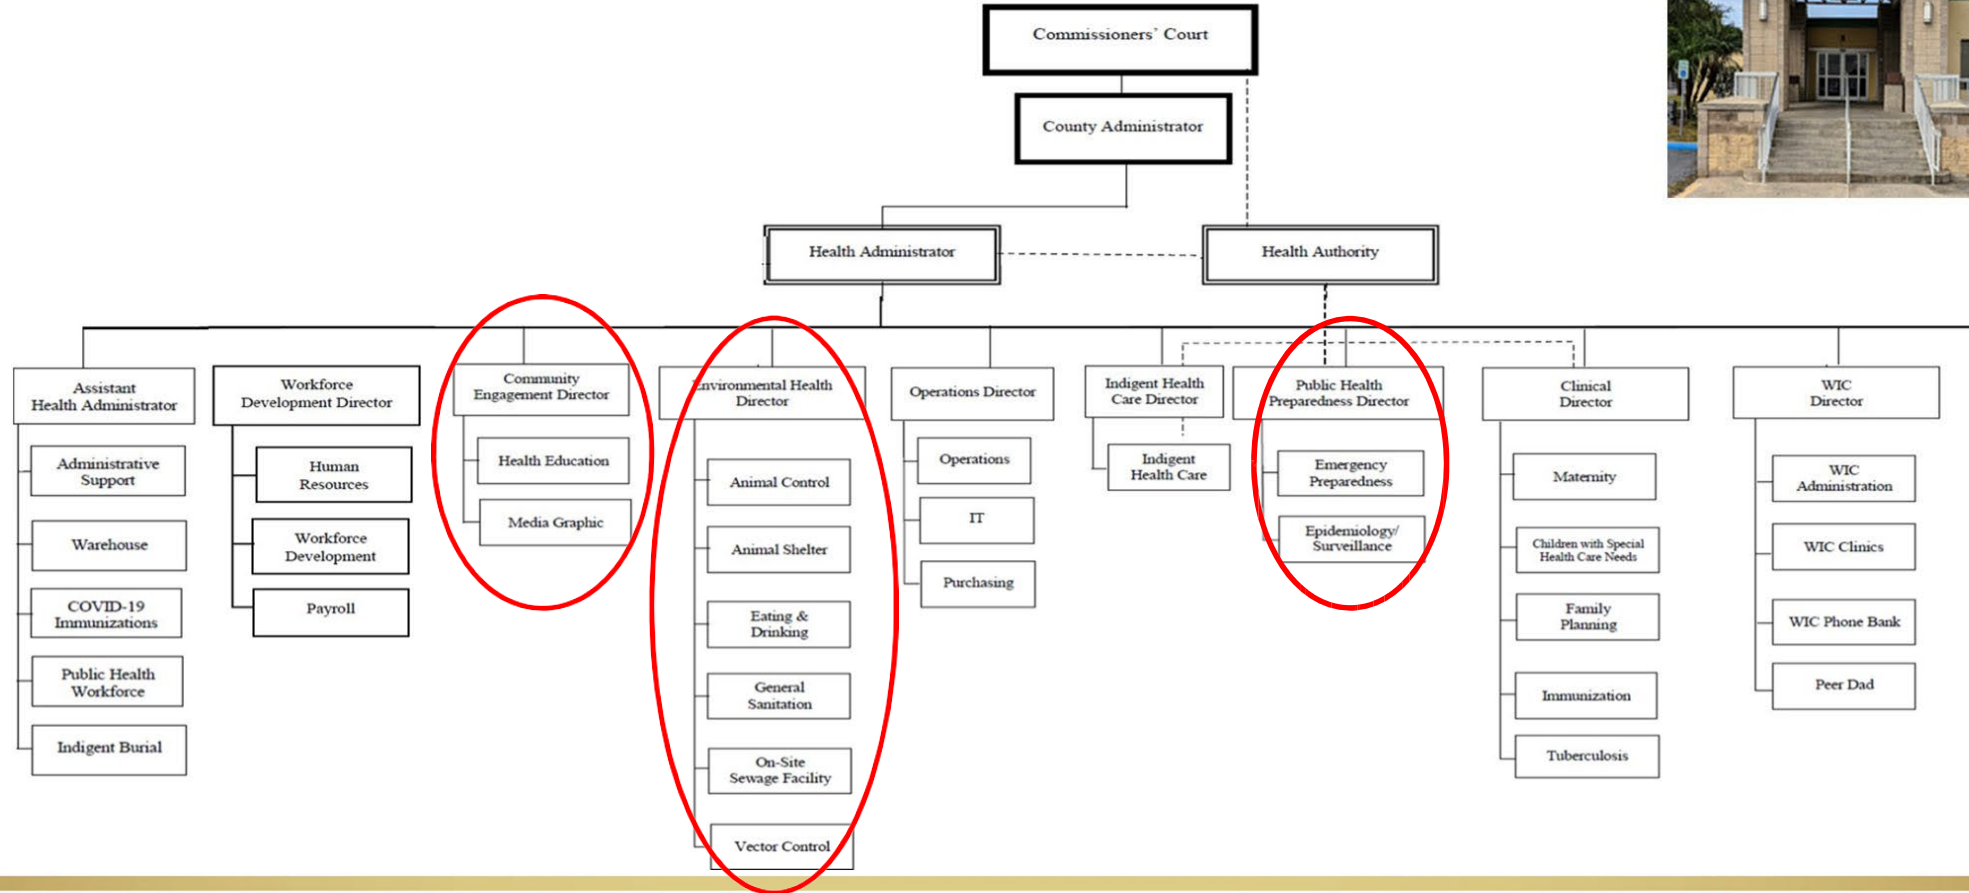 Commissioners' Court
County Administrator
Health Administrator
Health Authority
Assistant
Health Administrator
Administrative
Support
Warehouse
COVID-19
Immunizations
Public Health
Workforce
Indigent Burial
Workforce
Development Director
Human
Resources
Workforce
Development
Payroll
Community
Engagement Director
Health Education
Media Graphic
Environmental Health
Director
Animal Control
Animal Shelter
Eating &
Drinking
General
Sanitation
On-Site
Sewage Facility
Vector Control
Operations Director
Operations
IT
Purchasing
Indigent Health
Care Director
Indigent
Health Care
Public Health
Preparedness Director
Emergency
Preparedness
Epidemiology/
Surveillance
Clinical
Director
Maternity
Children with Special
Health Care Needs
Family
Planning
Immunization
Tuberculosis
WIC
Director
WIC
Administration
WIC Clinics
WIC Phone Bank
Peer Dad